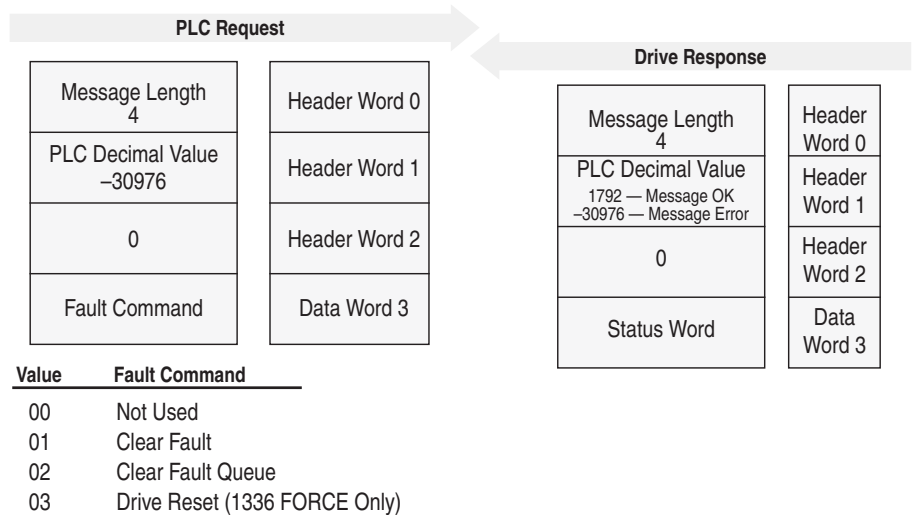 PLC Request
Drive Response
Message Length
4
Header Word 0
PLC Decimal Value
–30976
Header Word 1
0
Header Word 2
Fault Command
Data Word 3
Message Length
4
Header
Word 0
PLC Decimal Value
1792 — Message OK
–30976 — Message Error
Header
Word 1
0
Header
Word 2
Status Word
Data
Word 3
Value Fault Command
00 Not Used
01 Clear Fault
02 Clear Fault Queue
03 Drive Reset (1336 FORCE Only)